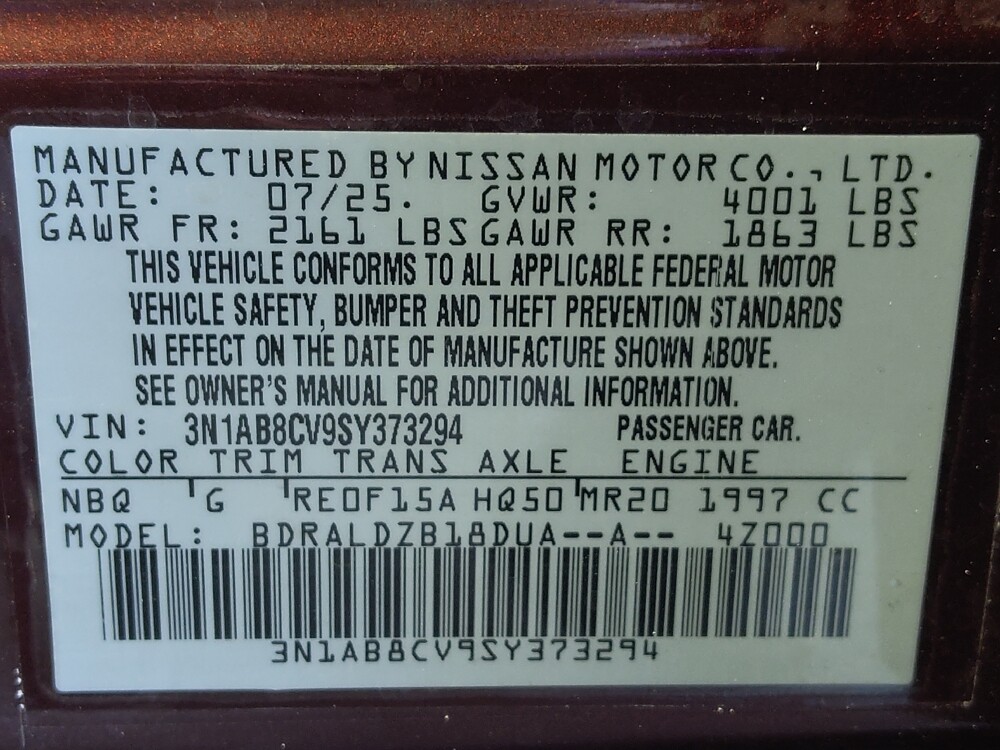 MANUFACTURED BY NISSAN MOTOR CO., LTD.
DATE: 07/25. GVWR: 4001 LBS
GAWR FR: 2161 LBS GAWR RR: 1863 LBS
THIS VEHICLE CONFORMS TO ALL APPLICABLE FEDERAL MOTOR
VEHICLE SAFETY, BUMPER AND THEFT PREVENTION STANDARDS
IN EFFECT ON THE DATE OF MANUFACTURE SHOWN ABOVE.
SEE OWNER'S MANUAL FOR ADDITIONAL INFORMATION.
VIN: 3N1AB8CV9SY373294 PASSENGER CAR.
COLOR TRIM TRANS AXLE ENGINE
NBQ G RE0F15A HQ50 MR20 1997 CC
MODEL: BDRALDZB18DUA--A-- 4Z000
3N1AB8CV9SY373294